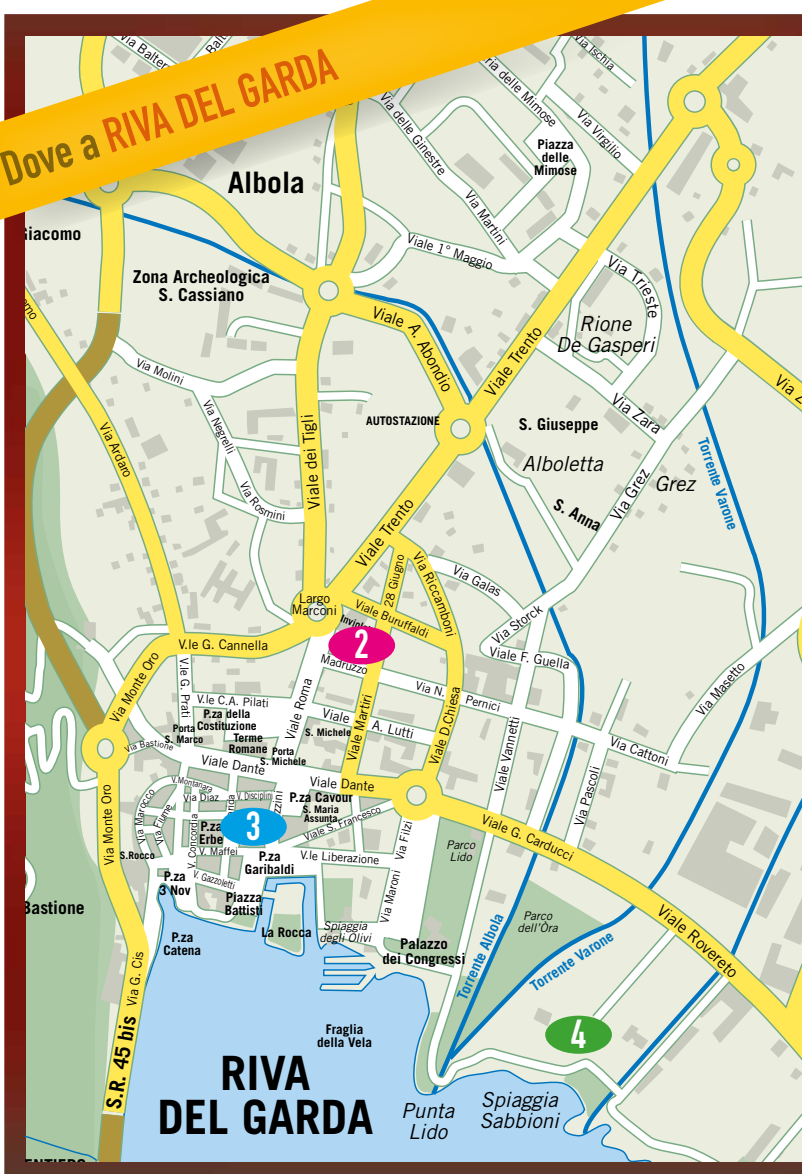 Dove a RIVA DEL GARDA
Via Balter
Via Ischia
Via delle Ginestre
ria delle Mimose
Via Virgilio
Piazza
delle
Mimose
Albola
Via Martini
Giacomo
Viale 1° Maggio
Via Trieste
Zona Archeologica
S. Cassiano
Viale A. Abondio
Viale Trento
Rione
De Gasperi
Via Molini
Via Negrelli
Via Ardaro
Viale dei Tigli
AUTOSTAZIONE
S. Giuseppe
Via Zara
Alboletta
Via Grez
Grez
Torrente Varone
Via Rosmini
S. Anna
Viale Trento
28 Giugno
Via Riccamboni
Via Galas
Largo
Marconi
Viale Buruffaldi
2
Via Storck
V.le G. Cannella
Madruzzo
Viale F. Guella
Via Monte Oro
V.le G. Prati
Viale Roma
Via N. Pernici
Via Masetto
V.le C.A. Pilati
P.za della
Costituzione
Porta
S. Marco
Terme
Romane
Porta
S. Michele
S. Michele
Viale A. Lutti
Viale Martiri
Viale D.Chiesa
Viale Vannetti
Via Cattoni
Via Bastione
Viale Dante
Viale Dante
Via Pascoli
V.Montanara
Via Diaz
V. Disciplini
P.za Cavour
S. Maria
Assunta
Via Monte Oro
Via Marocco
Via Fiume
V.Concordia
P.za
Erbe
3
Viale S. Francesco
Via Filzi
Viale G. Carducci
S.Rocco
V. Maffei
P.za
Garibaldi
V.le Liberazione
Parco
Lido
P.za
3 Nov
V. Gazzoletti
Via Maroni
Bastione
Piazza
Battisti
La Rocca
Spiaggia
degli Olivi
Parco
dell'Òra
Viale Rovereto
P.za
Catena
Palazzo
dei Congressi
Torrente Albola
Torrente Varone
Via G. Cis
S.R. 45 bis
Fraglia
della Vela
4
RIVA
DEL GARDA
Punta
Lido
Spiaggia
Sabbioni